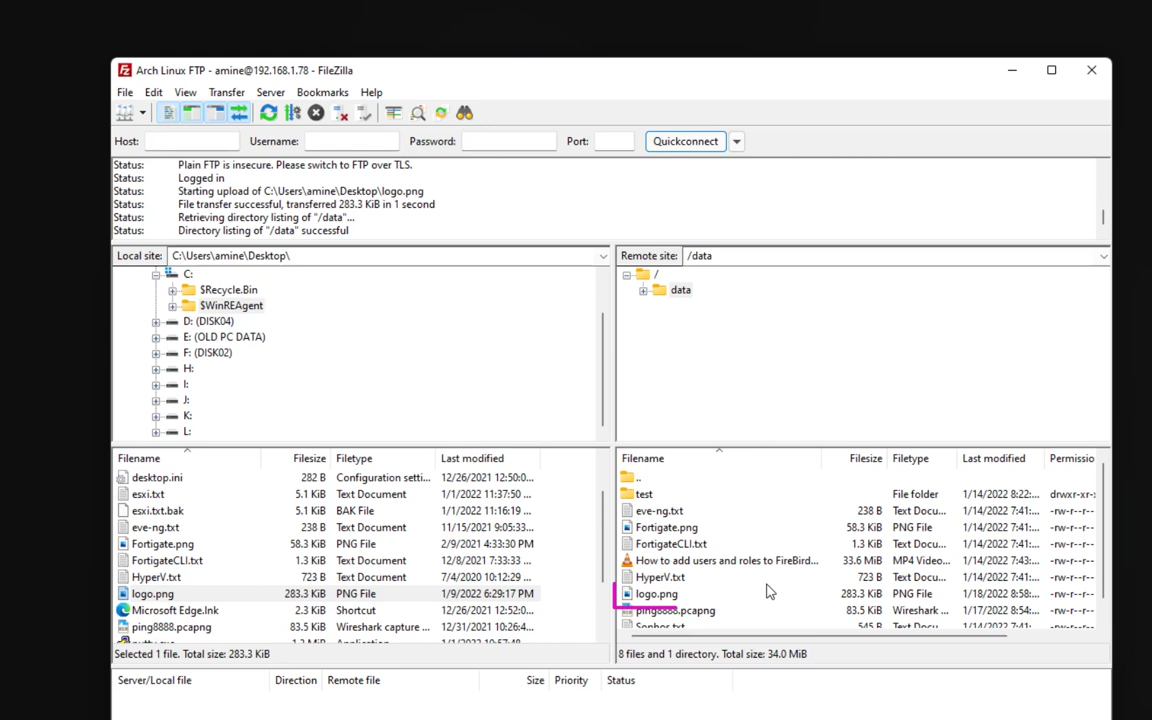 Arch Linux FTP - amine@192.168.1.78 - FileZilla
File Edit View Transfer Server Bookmarks Help
Host: Username: Password: Port: Quickconnect
Status: Plain FTP is insecure. Please switch to FTP over TLS.
Status: Logged in
Status: Starting upload of C:\Users\amine\Desktop\logo.png
Status: File transfer successful, transferred 283.3 KiB in 1 second
Status: Retrieving directory listing of "/data"...
Status: Directory listing of "/data" successful
Local site: C:\Users\amine\Desktop\
C:
$Recycle.Bin
$WinREAgent
D: (DISK04)
E: (OLD PC DATA)
F: (DISK02)
H:
I:
J:
K:
L:
Remote site: /data
/
data
Filename Filesize Filetype Last modified
desktop.ini 282 B Configuration setti... 12/26/2021 12:50:0...
esxi.txt 5.1 KiB Text Document 1/1/2022 11:37:50 ...
esxi.txt.bak 5.1 KiB BAK File 1/1/2022 11:16:19 ...
eve-ng.txt 238 B Text Document 11/15/2021 9:05:33...
Fortigate.png 58.3 KiB PNG File 2/9/2021 4:33:30 PM
FortigateCLI.txt 1.3 KiB Text Document 12/8/2021 7:33:33 ...
HyperV.txt 723 B Text Document 7/4/2020 10:12:29 ...
logo.png 283.3 KiB PNG File 1/9/2022 6:29:17 PM
Microsoft Edge.lnk 2.3 KiB Shortcut 12/26/2021 12:52:0...
ping8888.pcapng 83.5 KiB Wireshark capture ... 12/31/2021 10:26:4...
Selected 1 file. Total size: 283.3 KiB
Filename Filesize Filetype Last modified Permissio
..
test File folder 1/14/2022 8:22:... drwxr-xr-
eve-ng.txt 238 B Text Docu... 1/14/2022 7:41:... -rw-r--r--
Fortigate.png 58.3 KiB PNG File 1/14/2022 7:41:... -rw-r--r--
FortigateCLI.txt 1.3 KiB Text Docu... 1/14/2022 7:41:... -rw-r--r--
How to add users and roles to FireBird... 33.6 MiB MP4 Video... 1/14/2022 7:41:... -rw-r--r--
HyperV.txt 723 B Text Docu... 1/14/2022 7:41:... -rw-r--r--
logo.png 283.3 KiB PNG File 1/18/2022 8:58:... -rw-r--r--
ping8888.pcapng 83.5 KiB Wireshark ... 1/17/2022 8:54:... -rw-r--r--
545 B Text Docu... 1/14/2022 7:41:... -rw-r--r--
8 files and 1 directory. Total size: 34.0 MiB
Server/Local file Direction Remote file Size Priority Status